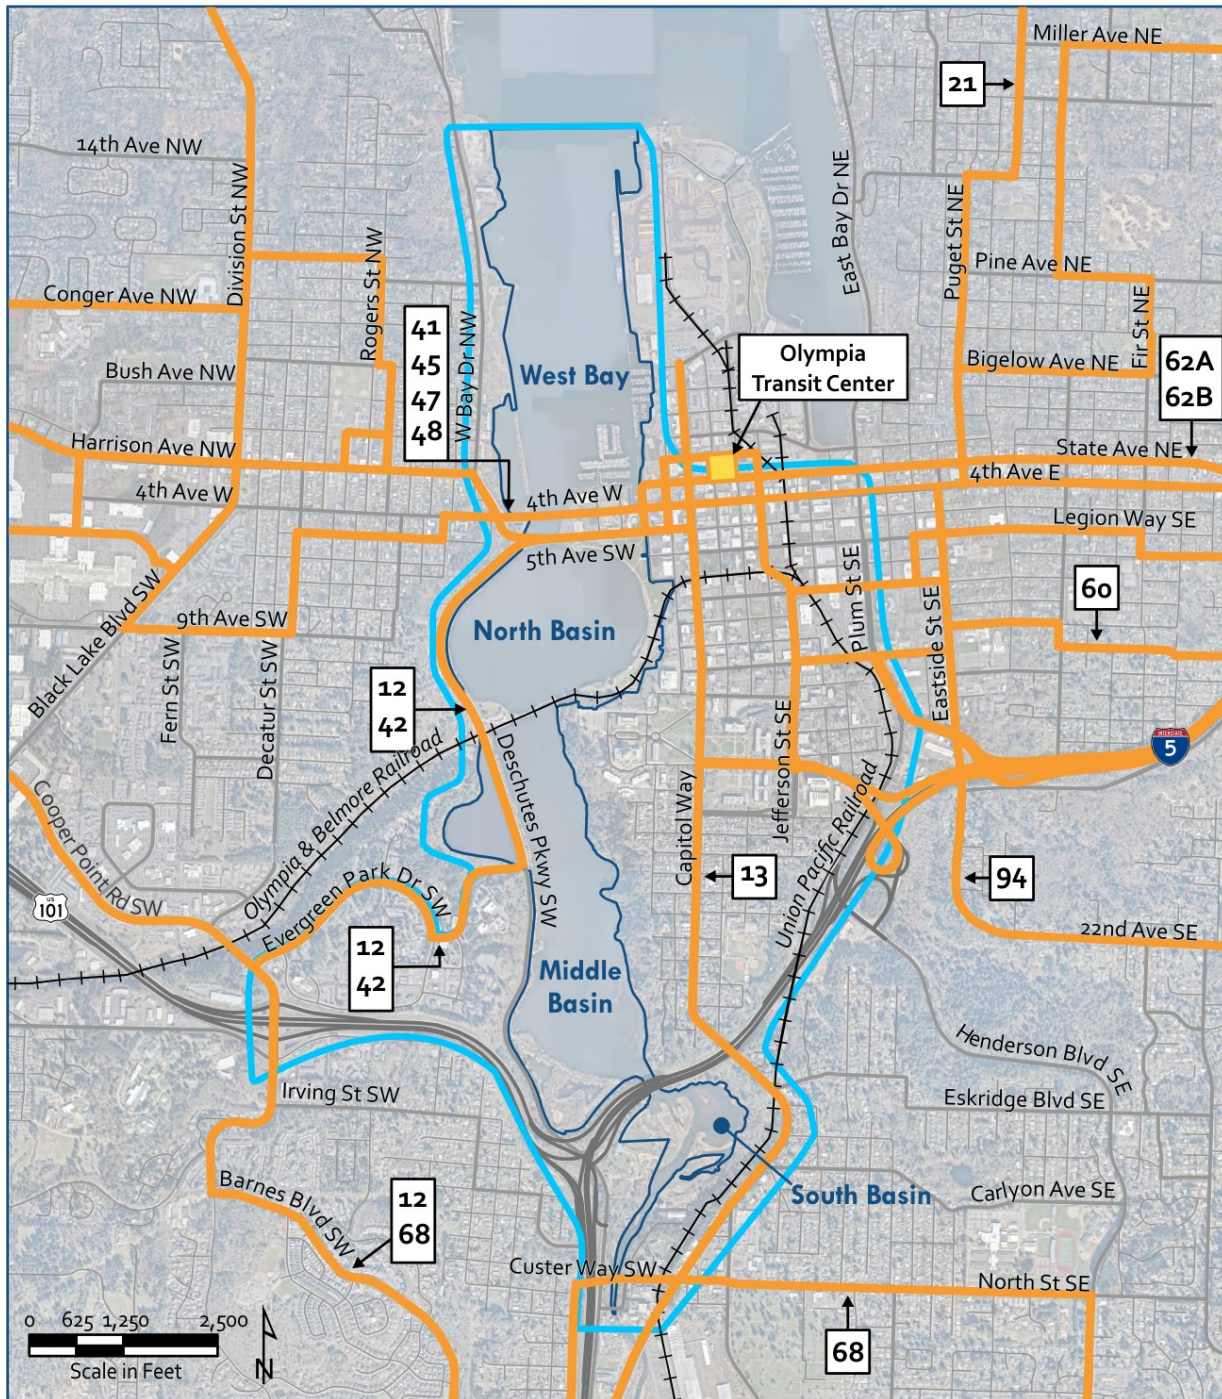 Miller Ave NE
21
14th Ave NW
Division St NW
East Bay Dr NE
Puget St NE
Rogers St NW
Pine Ave NE
Conger Ave NW
Fir St NE
41
45
47
48
W Bay Dr NW
Olympia
Transit Center
62A
62B
Bush Ave NW
West Bay
Bigelow Ave NE
Harrison Ave NW
State Ave NE
4th Ave W
4th Ave W
4th Ave E
Legion Way SE
5th Ave SW
60
Black Lake Blvd SW
9th Ave SW
North Basin
Plum St SE
Eastside St SE
Fern St SW
Decatur St SW
12
42
Deschutes Pkwy SW
Jefferson St SE
INTERSTATE
5
Olympia & Belmore Railroad
Capitol Way
Union Pacific Railroad
Cooper Point Rd SW
Evergreen Park Dr SW
13
94
US
101
22nd Ave SE
12
42
Middle
Basin
Henderson Blvd SE
Irving St SW
Eskridge Blvd SE
South Basin
Carlyon Ave SE
Barnes Blvd SW
12
68
Custer Way SW
North St SE
0 625 1,250 2,500
Scale in Feet
N
68